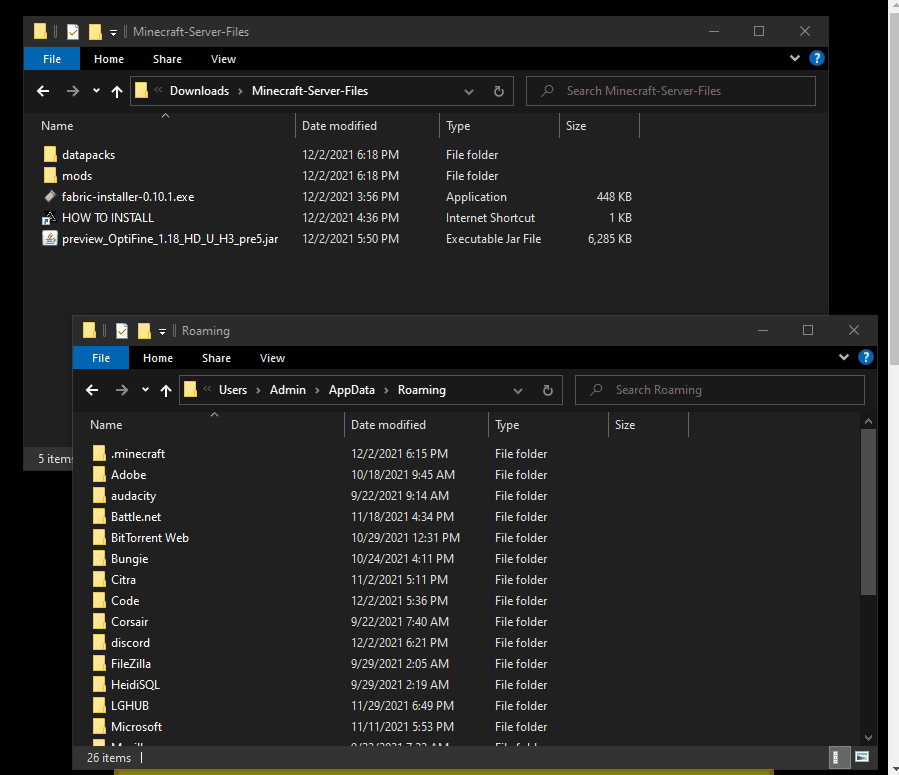 Minecraft-Server-Files
File Home Share View
Downloads Minecraft-Server-Files Search Minecraft-Server-Files
Name Date modified Type Size
datapacks 12/2/2021 6:18 PM File folder
mods 12/2/2021 6:18 PM File folder
fabric-installer-0.10.1.exe 12/2/2021 3:56 PM Application 448 KB
HOW TO INSTALL 12/2/2021 4:36 PM Internet Shortcut 1 KB
preview_OptiFine_1.18_HD_U_H3_pre5.jar 12/2/2021 5:50 PM Executable Jar File 6,285 KB
5 items
Roaming
File Home Share View
Users Admin AppData Roaming Search Roaming
Name Date modified Type Size
.minecraft 12/2/2021 6:15 PM File folder
Adobe 10/18/2021 9:45 AM File folder
audacity 9/22/2021 9:14 AM File folder
Battle.net 11/18/2021 4:34 PM File folder
BitTorrent Web 10/29/2021 12:31 PM File folder
Bungie 10/24/2021 4:11 PM File folder
Citra 11/2/2021 5:11 PM File folder
Code 12/2/2021 5:36 PM File folder
Corsair 9/22/2021 7:40 AM File folder
discord 12/2/2021 6:21 PM File folder
FileZilla 9/29/2021 2:05 AM File folder
HeidiSQL 9/29/2021 2:19 AM File folder
LGHUB 11/29/2021 6:49 PM File folder
Microsoft 11/11/2021 5:53 PM File folder
26 items